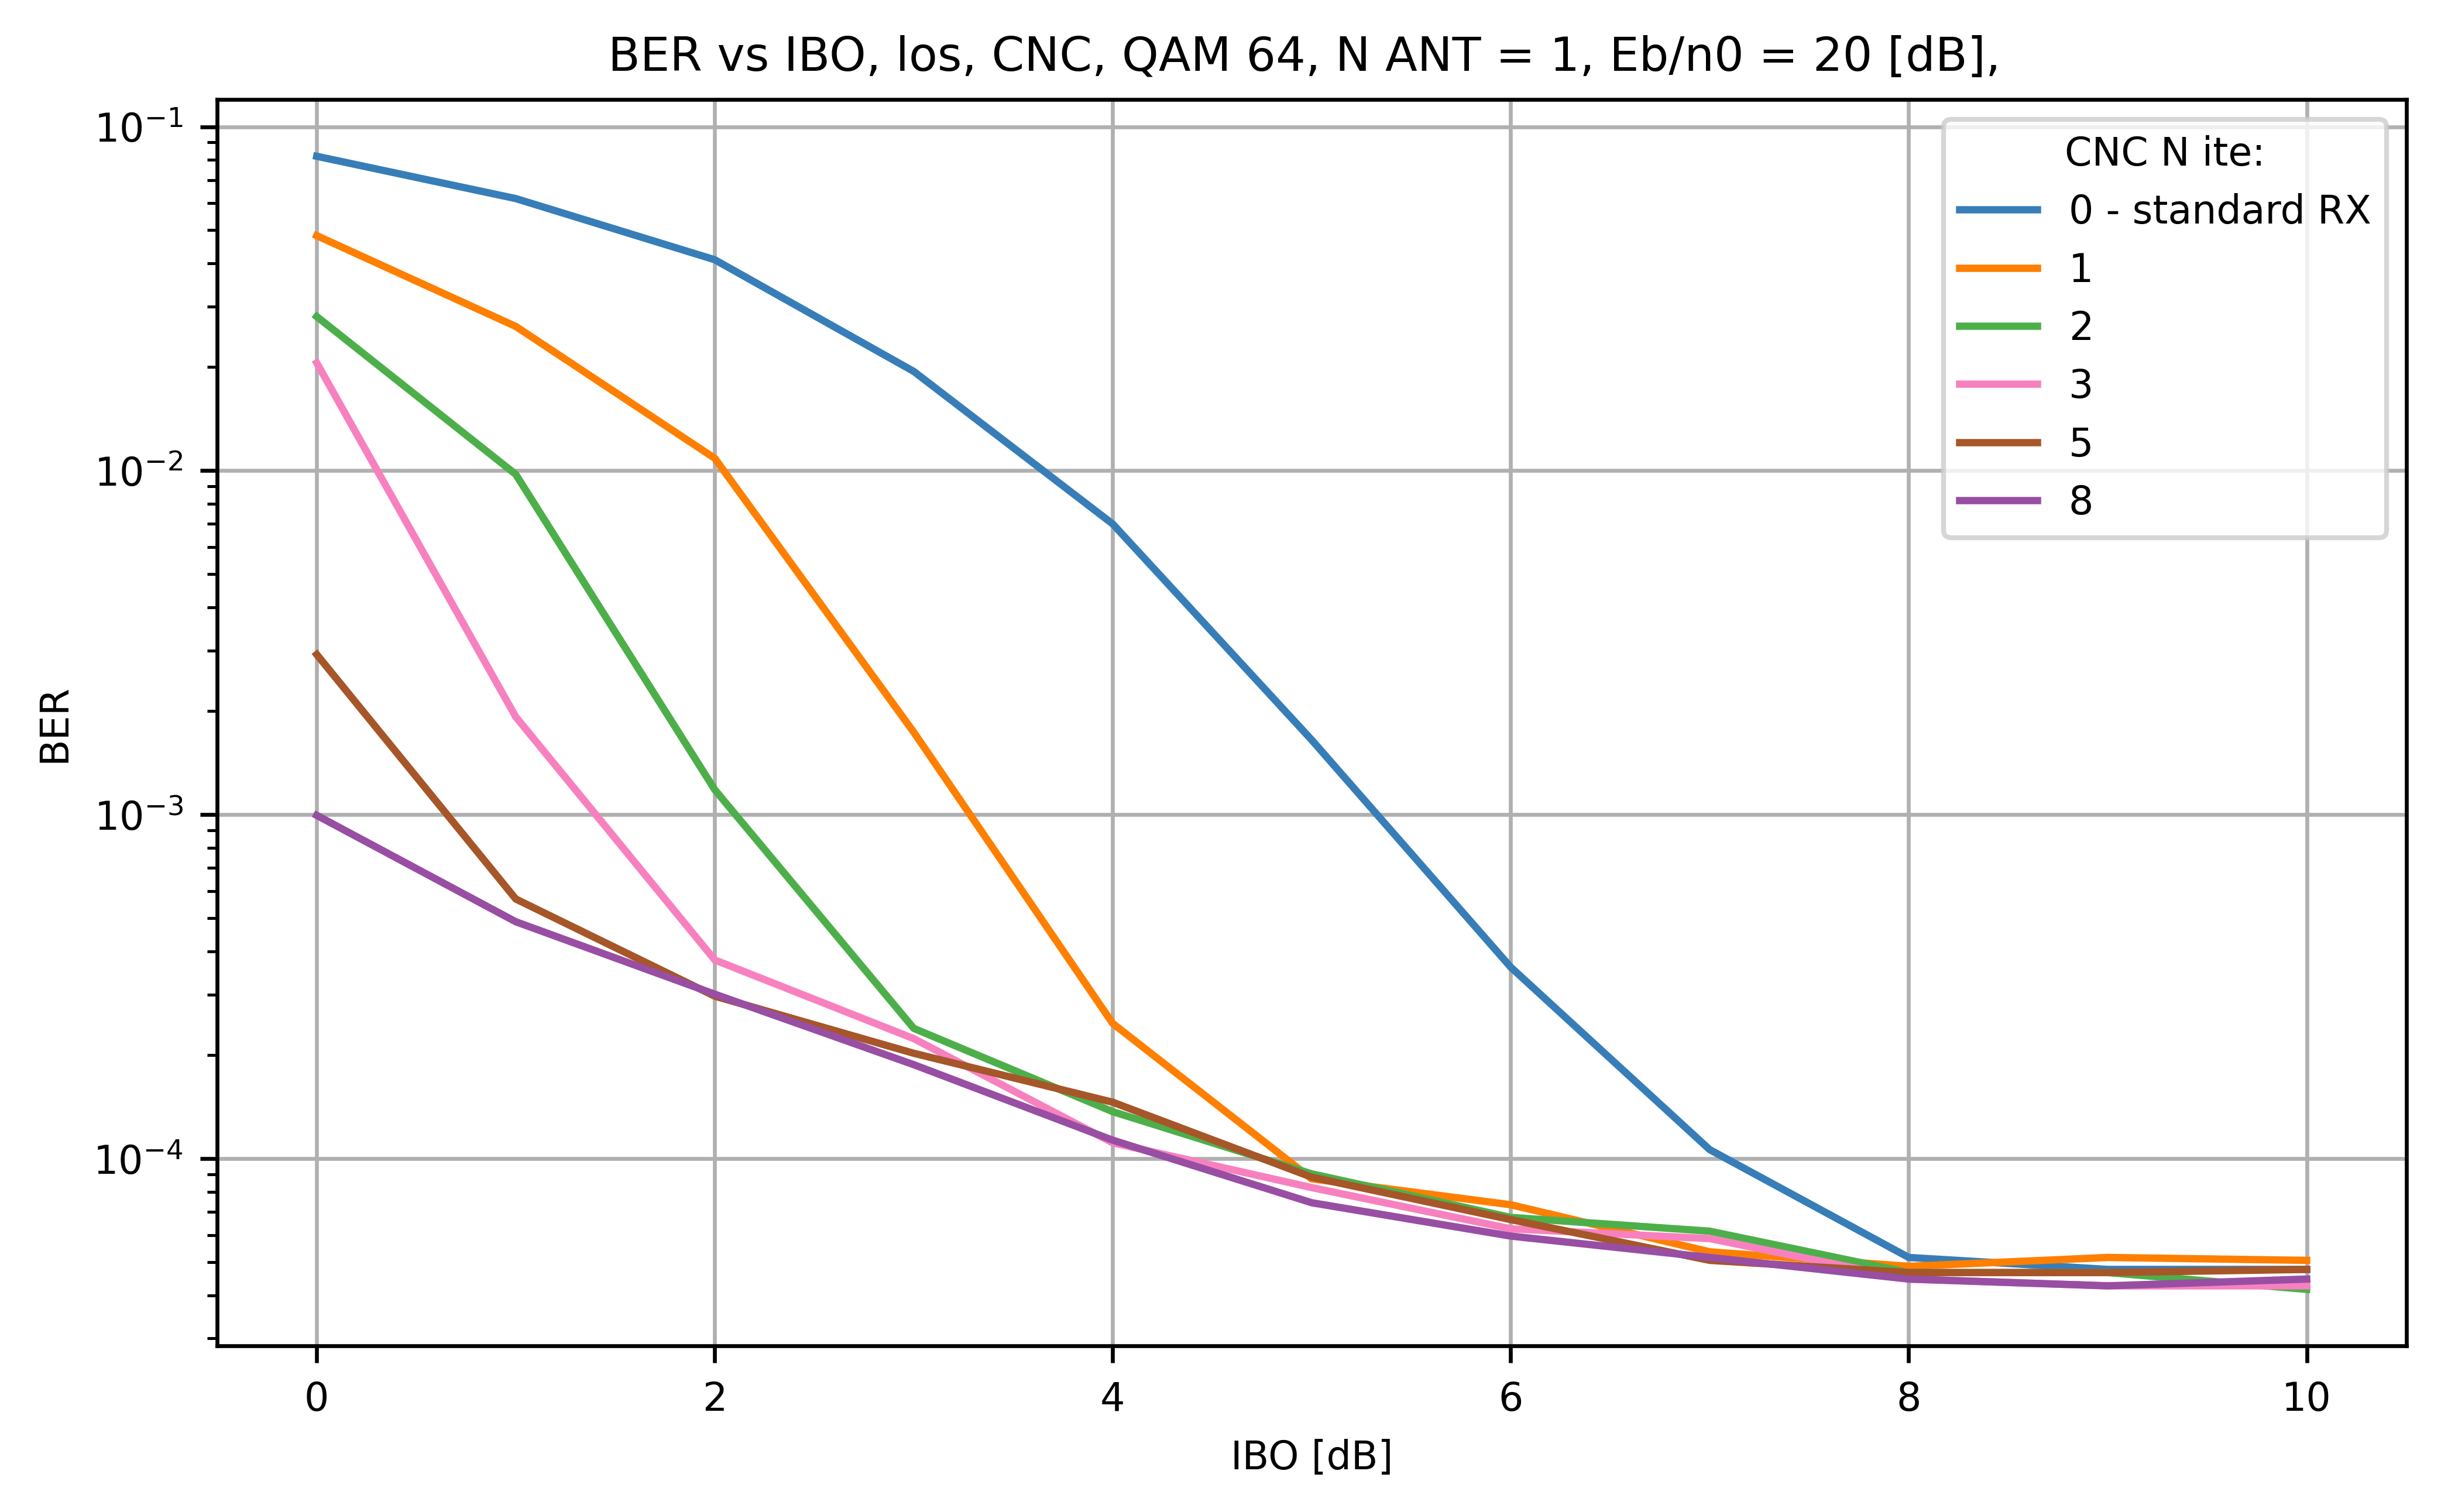 BER vs IBO, los, CNC, QAM 64, N ANT = 1, Eb/n0 = 20 [dB],
10⁻¹
10⁻²
10⁻³
10⁻⁴
BER
CNC N ite:
0 - standard RX
1
2
3
5
8
0 2 4 6 8 10
IBO [dB]